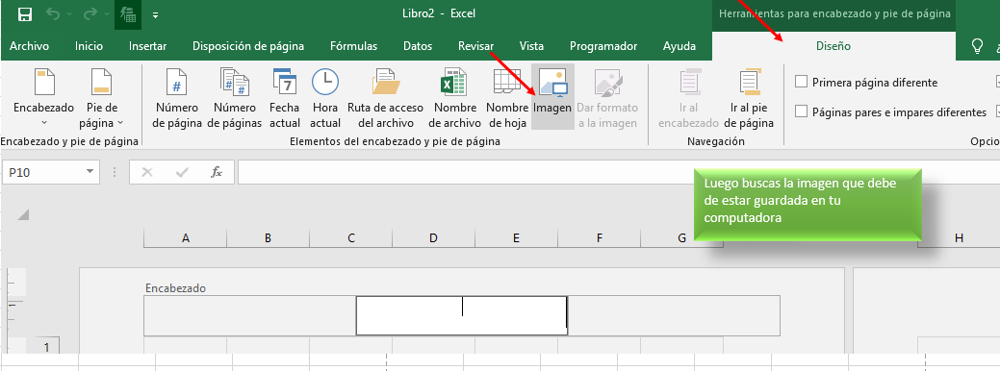 Libro2 - Excel
Herramientas para encabezado y pie de página
Archivo Inicio Insertar Disposición de página Fórmulas Datos Revisar Vista Programador Ayuda Diseño
Encabezado
Pie de página
Número de página
Número de páginas
Fecha actual
Hora actual
Ruta de acceso del archivo
Nombre de archivo
Nombre de hoja
Imagen
Dar formato a la imagen
Ir al encabezado
Ir al pie de página
Primera página diferente
Páginas pares e impares diferentes
Encabezado y pie de página
Elementos del encabezado y pie de página
Navegación
P10
fx
Luego buscas la imagen que debe
de estar guardada en tu
computadora
A B C D E F G H
Encabezado
1
1